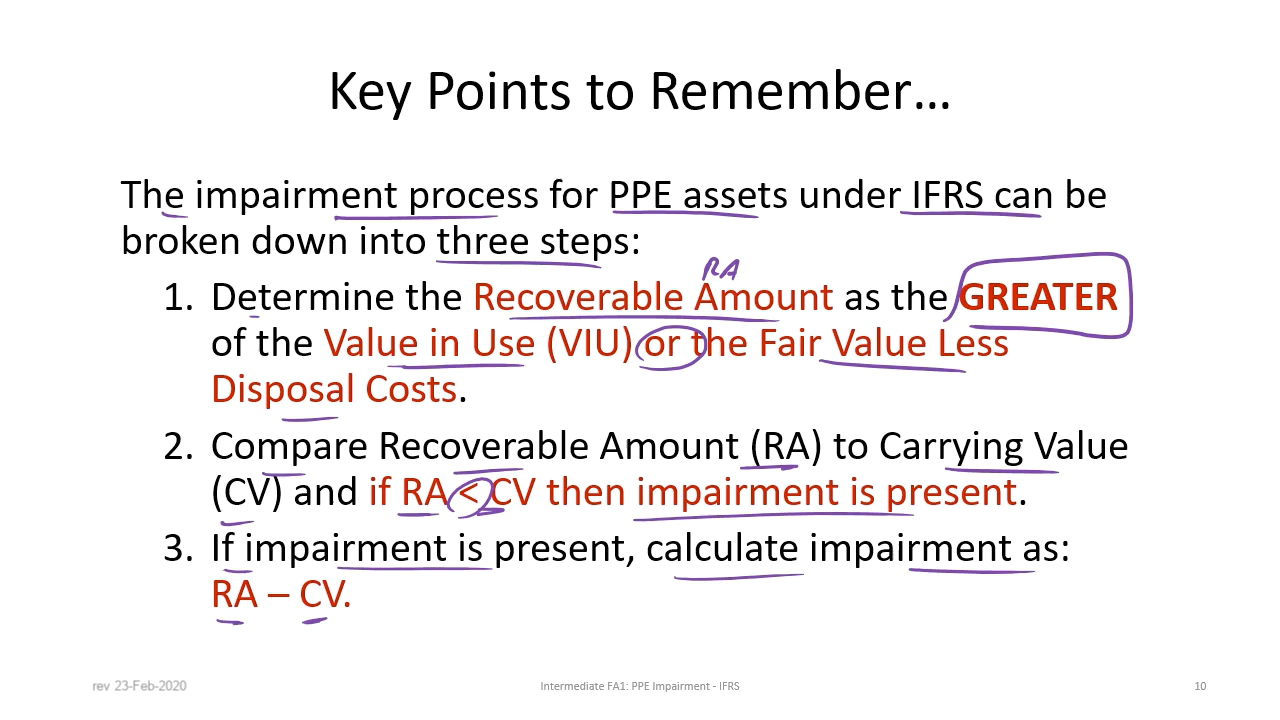 Key Points to Remember…
The impairment process for PPE assets under IFRS can be
broken down into three steps:
RA
1. Determine the Recoverable Amount as the GREATER
of the Value in Use (VIU) or the Fair Value Less
Disposal Costs.
2. Compare Recoverable Amount (RA) to Carrying Value
(CV) and if RA < CV then impairment is present.
3. If impairment is present, calculate impairment as:
RA – CV.
rev 23-Feb-2020
Intermediate FA1: PPE Impairment - IFRS
10